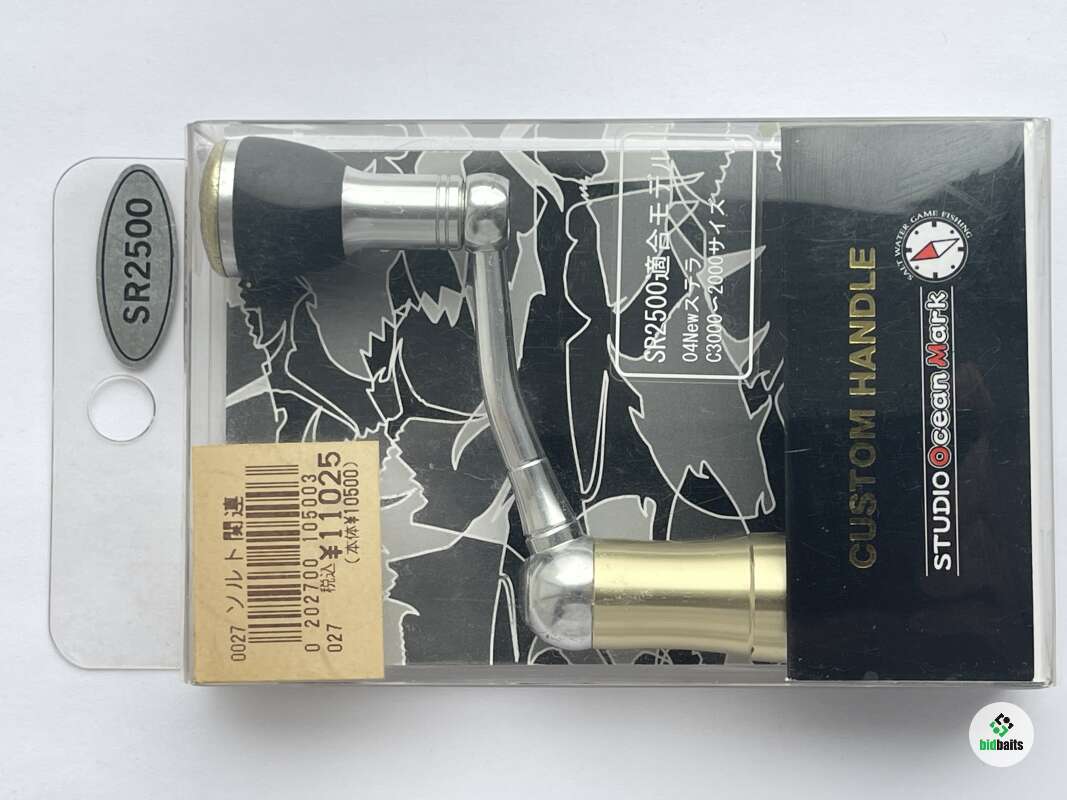 SR2500
SR2500適合モデル
04Newステラ
C3000～2000サイズ
CUSTOM HANDLE
SALT WATER GAME FISHING
STUDIO Ocean Mark
0027 ソルト関連
0 202700 105003
027 税込¥11025
(本体¥10500)
bidbaits